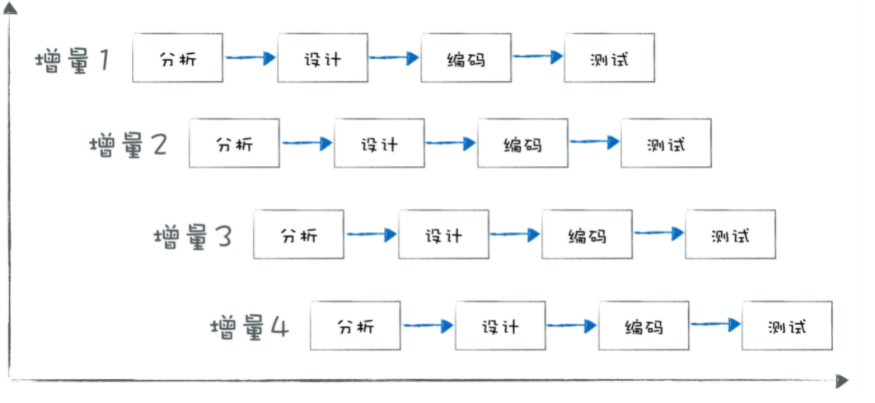 增量1 分析 设计 编码 测试
增量2 分析 设计 编码 测试
增量3 分析 设计 编码 测试
增量4 分析 设计 编码 测试